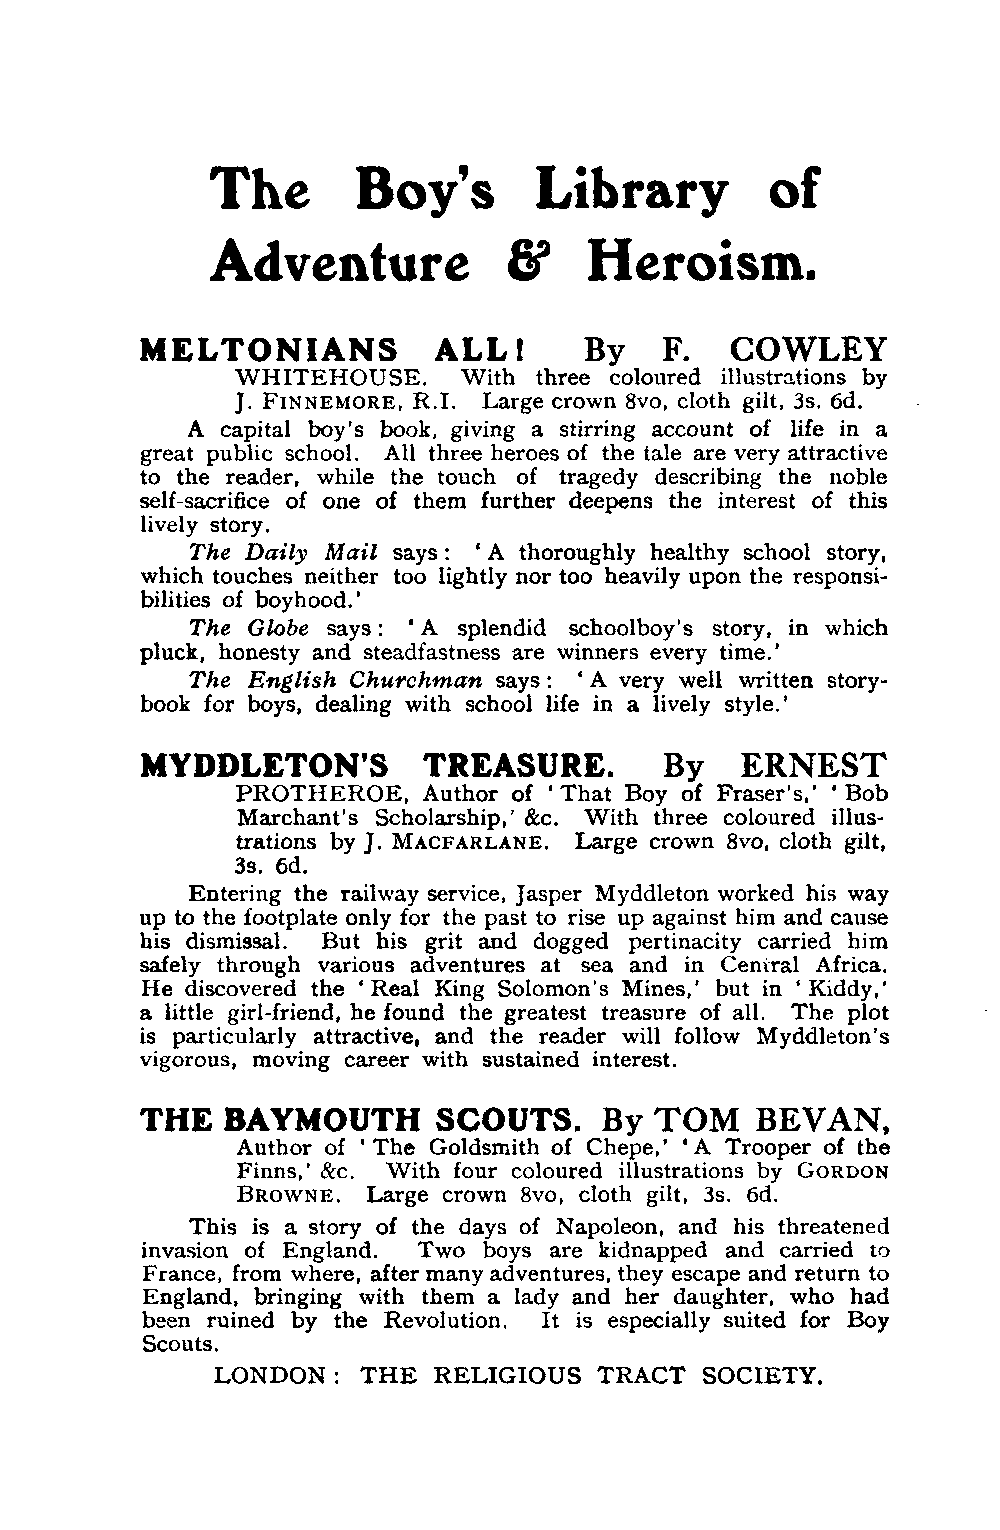 The Boy's Library of
Adventure & Heroism.
MELTONIANS ALL! By F. COWLEY
WHITEHOUSE. With three coloured illustrations by
J. FINNEMORE, R.I. Large crown 8vo, cloth gilt, 3s. 6d.
A capital boy's book, giving a stirring account of life in a
great public school. All three heroes of the tale are very attractive
to the reader, while the touch of tragedy describing the noble
self-sacrifice of one of them further deepens the interest of this
lively story.
The Daily Mail says: 'A thoroughly healthy school story,
which touches neither too lightly nor too heavily upon the responsi-
bilities of boyhood.'
The Globe says: 'A splendid schoolboy's story, in which
pluck, honesty and steadfastness are winners every time.'
The English Churchman says: 'A very well written story-
book for boys, dealing with school life in a lively style.'
MYDDLETON'S TREASURE. By ERNEST
PROTHEROE, Author of 'That Boy of Fraser's,' 'Bob
Marchant's Scholarship,' &c. With three coloured illus-
trations by J. MACFARLANE. Large crown 8vo, cloth gilt,
3s. 6d.
Entering the railway service, Jasper Myddleton worked his way
up to the footplate only for the past to rise up against him and cause
his dismissal. But his grit and dogged pertinacity carried him
safely through various adventures at sea and in Central Africa.
He discovered the 'Real King Solomon's Mines,' but in 'Kiddy,'
a little girl-friend, he found the greatest treasure of all. The plot
is particularly attractive, and the reader will follow Myddleton's
vigorous, moving career with sustained interest.
THE BAYMOUTH SCOUTS. By TOM BEVAN,
Author of 'The Goldsmith of Chepe,' 'A Trooper of the
Finns,' &c. With four coloured illustrations by GORDON
BROWNE. Large crown 8vo, cloth gilt, 3s. 6d.
This is a story of the days of Napoleon, and his threatened
invasion of England. Two boys are kidnapped and carried to
France, from where, after many adventures, they escape and return to
England, bringing with them a lady and her daughter, who had
been ruined by the Revolution. It is especially suited for Boy
Scouts.
LONDON: THE RELIGIOUS TRACT SOCIETY.